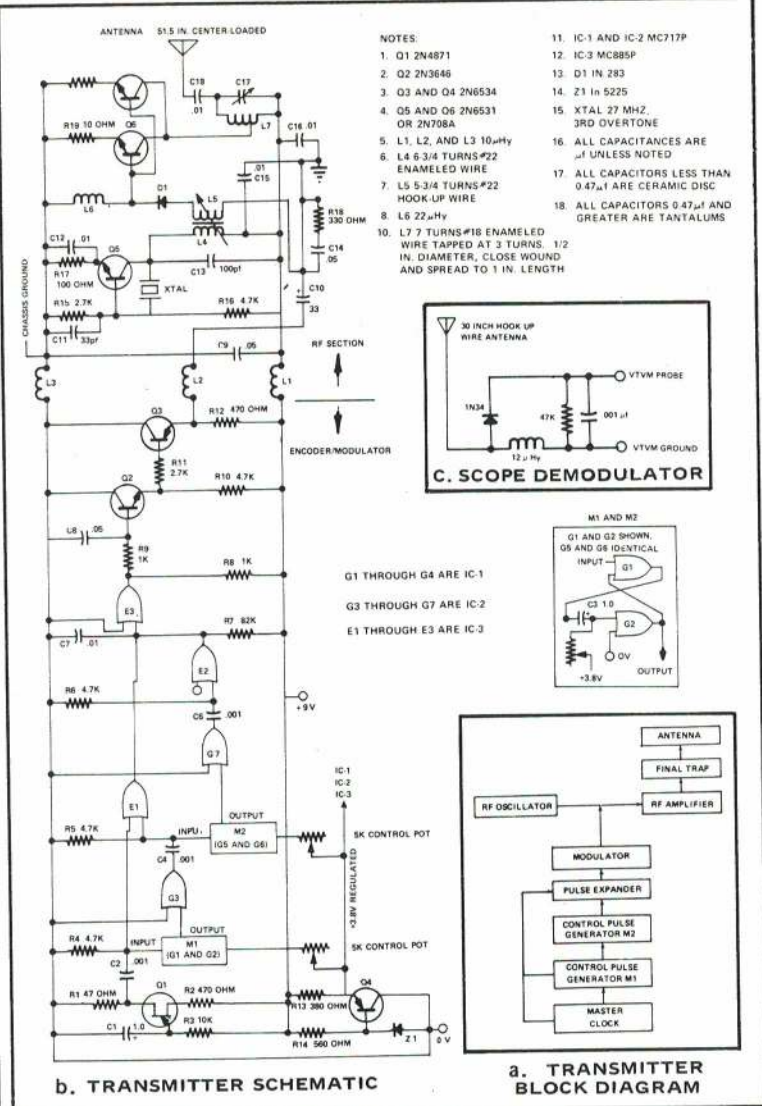 ANTENNA 51.5 IN. CENTER-LOADED
C18
.01
C17
L7
R19 10 OHM
Q6
C16 .01
.01
C15
L6
D1
L5
L4
R18
330 OHM
C14
.05
C12 .01
Q5
R17
100 OHM
C13 100pf
XTAL
C10
33
R15 2.7K
R16 4.7K
C11 33pf
CHASSIS GROUND
C9 .05
RF SECTION
L3
L2
L1
ENCODER/MODULATOR
Q3
R12 470 OHM
R11
2.7K
Q2
R10 4.7K
L8 .05
R9
1K
R8 1K
E3
R7 82K
C7 .01
E2
R6 4.7K
+9V
C6 .001
G7
E1
IC-1
IC-2
IC-3
R5 4.7K
OUTPUT
INPUT
M2
(G5 AND G6)
5K CONTROL POT
C4 .001
+3.8V REGULATED
G3
OUTPUT
R4 4.7K
INPUT
M1
(G1 AND G2)
5K CONTROL POT
C2 .001
R1 47 OHM
Q1
R2 470 OHM
R13 380 OHM
Q4
C1 1.0
+
R3 10K
R14 560 OHM
Z1
0V
b. TRANSMITTER SCHEMATIC
NOTES:
1. Q1 2N4871
2. Q2 2N3646
3. Q3 AND Q4 2N6534
4. Q5 AND Q6 2N6531
OR 2N708A
5. L1, L2, AND L3 10µHy
6. L4 6-3/4 TURNS #22
ENAMELED WIRE
7. L5 5-3/4 TURNS #22
HOOK-UP WIRE
8. L6 22µHy
10. L7 7 TURNS #18 ENAMELED
WIRE TAPPED AT 3 TURNS. 1/2
IN. DIAMETER, CLOSE WOUND
AND SPREAD TO 1 IN. LENGTH
11. IC-1 AND IC-2 MC717P
12. IC-3 MC885P
13. D1 IN 283
14. Z1 In 5225
15. XTAL 27 MHZ,
3RD OVERTONE
16. ALL CAPACITANCES ARE
µf UNLESS NOTED
17. ALL CAPACITORS LESS THAN
0.47µf ARE CERAMIC DISC
18. ALL CAPACITORS 0.47µf AND
GREATER ARE TANTALUMS
30 INCH HOOK UP
WIRE ANTENNA
1N34
47K
.001 µf
12 µ Hy
VTVM PROBE
VTVM GROUND
C. SCOPE DEMODULATOR
G1 THROUGH G4 ARE IC-1
G3 THROUGH G7 ARE IC-2
E1 THROUGH E3 ARE IC-3
M1 AND M2
G1 AND G2 SHOWN,
G5 AND G6 IDENTICAL
INPUT
G1
C3 1.0
+
G2
0V
+3.8V
OUTPUT
ANTENNA
FINAL TRAP
RF OSCILLATOR
RF AMPLIFIER
MODULATOR
PULSE EXPANDER
CONTROL PULSE
GENERATOR M2
CONTROL PULSE
GENERATOR M1
MASTER
CLOCK
a. TRANSMITTER
BLOCK DIAGRAM